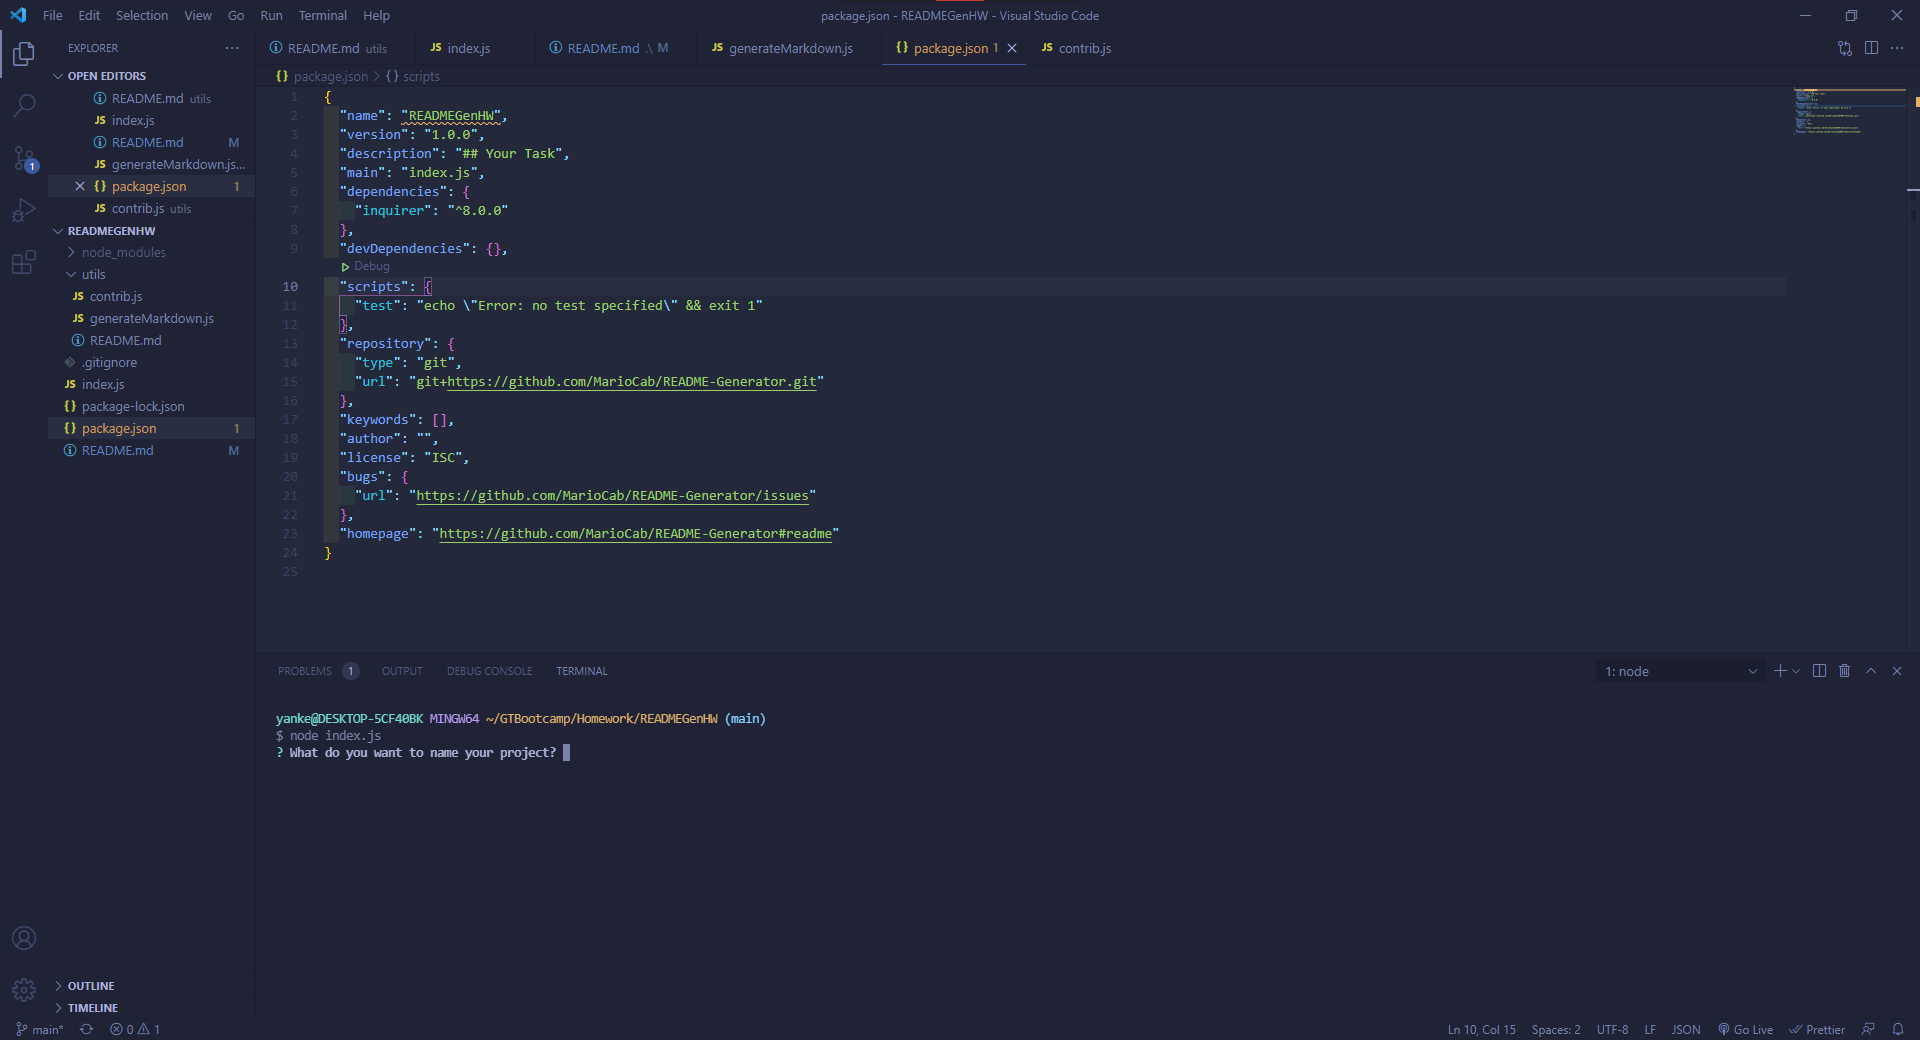 File Edit Selection View Go Run Terminal Help
package.json - READMEGenHW - Visual Studio Code
EXPLORER
OPEN EDITORS
README.md utils
index.js
README.md M
generateMarkdown.js...
package.json 1
contrib.js utils
READMEGENHW
node_modules
utils
contrib.js
generateMarkdown.js
README.md
.gitignore
index.js
package-lock.json
package.json 1
README.md M
OUTLINE
TIMELINE
1
README.md utils
index.js
README.md .\ M
generateMarkdown.js
package.json 1
contrib.js
package.json > {} scripts
1 {
2 "name": "READMEGenHW",
3 "version": "1.0.0",
4 "description": "## Your Task",
5 "main": "index.js",
6 "dependencies": {
7 "inquirer": "^8.0.0"
8 },
9 "devDependencies": {},
Debug
10 "scripts": {
11 "test": "echo \"Error: no test specified\" && exit 1"
12 },
13 "repository": {
14 "type": "git",
15 "url": "git+https://github.com/MarioCab/README-Generator.git"
16 },
17 "keywords": [],
18 "author": "",
19 "license": "ISC",
20 "bugs": {
21 "url": "https://github.com/MarioCab/README-Generator/issues"
22 },
23 "homepage": "https://github.com/MarioCab/README-Generator#readme"
24 }
25
PROBLEMS 1 OUTPUT DEBUG CONSOLE TERMINAL
1: node
yanke@DESKTOP-5CF40BK MINGW64 ~/GTBootcamp/Homework/READMEGenHW (main)
$ node index.js
? What do you want to name your project?
main* 0 1
Ln 10, Col 15 Spaces: 2 UTF-8 LF JSON Go Live Prettier